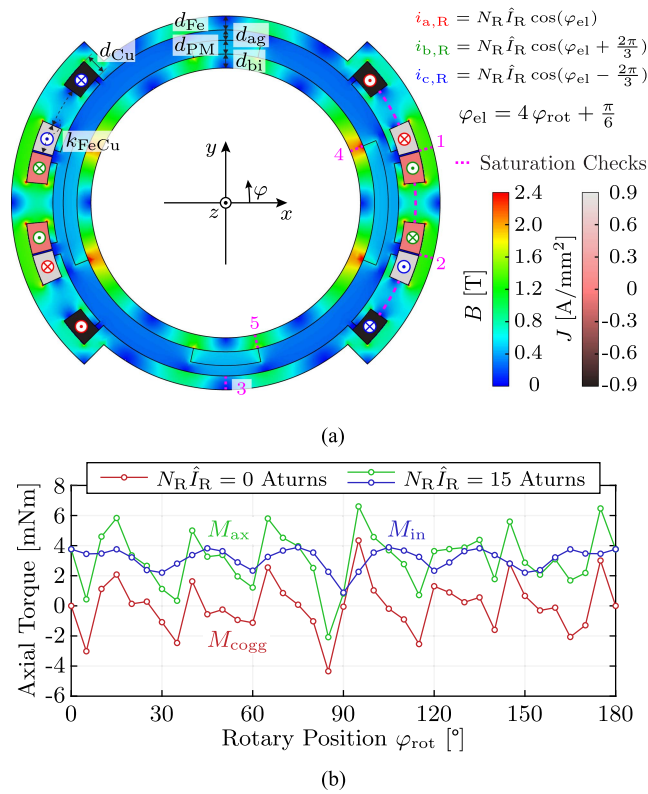 d_Fe
d_ag
d_PM
d_bi
d_Cu
k_FeCu
i_a,R = N_R Î_R cos(φ_el)
i_b,R = N_R Î_R cos(φ_el + 2π/3)
i_c,R = N_R Î_R cos(φ_el − 2π/3)
φ_el = 4 φ_rot + π/6
Saturation Checks
1
2
3
4
5
y
φ
z
x
B [T]
2.4
2.0
1.6
1.2
0.8
0.4
0
J [A/mm²]
0.9
0.6
0.3
0
-0.3
-0.6
-0.9
(a)
N_R Î_R = 0 Aturns
N_R Î_R = 15 Aturns
M_ax
M_in
M_cogg
Axial Torque [mNm]
8
6
4
2
0
-2
-4
-6
0 30 60 90 120 150 180
Rotary Position φ_rot [°]
(b)